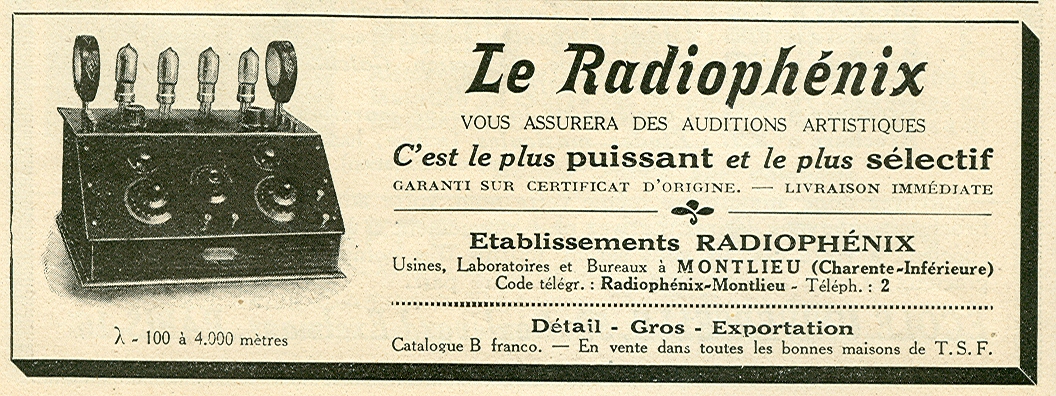 Le Radiophénix
VOUS ASSURERA DES AUDITIONS ARTISTIQUES
C'est le plus puissant et le plus sélectif
GARANTI SUR CERTIFICAT D'ORIGINE. — LIVRAISON IMMÉDIATE
Etablissements RADIOPHÉNIX
Usines, Laboratoires et Bureaux à MONTLIEU (Charente-Inférieure)
Code télégr. : Radiophénix-Montlieu - Téléph. : 2
Détail - Gros - Exportation
Catalogue B franco. — En vente dans toutes les bonnes maisons de T. S. F.
λ - 100 à 4.000 mètres